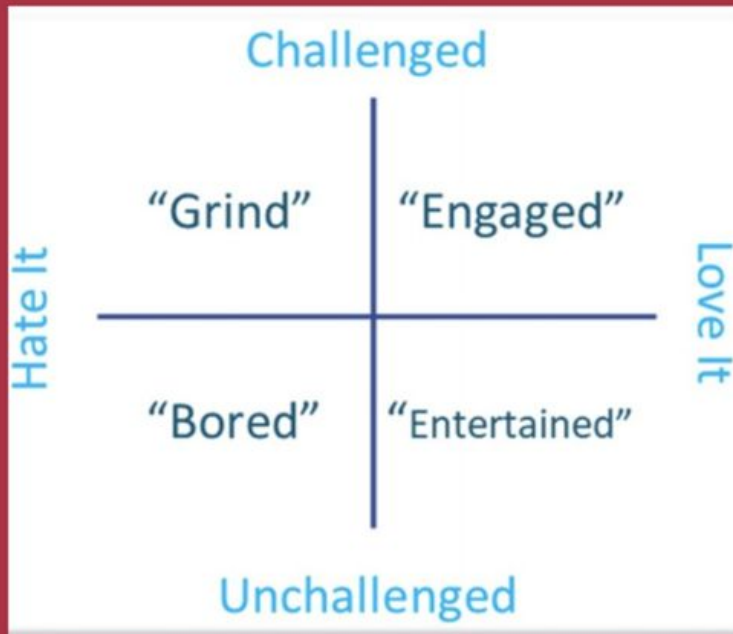 Challenged
“Grind” “Engaged”
Hate It
Love It
“Bored” “Entertained”
Unchallenged